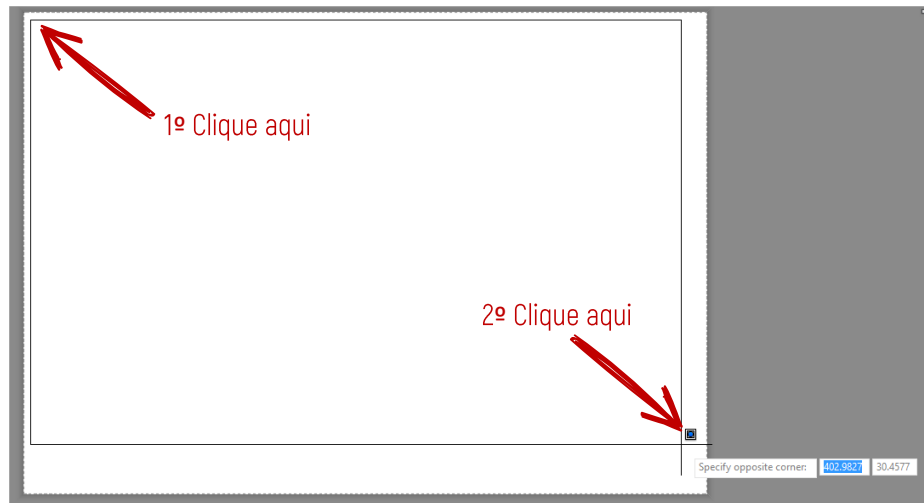 1º Clique aqui
2º Clique aqui
Specify opposite corner: 402.9827 30.4577